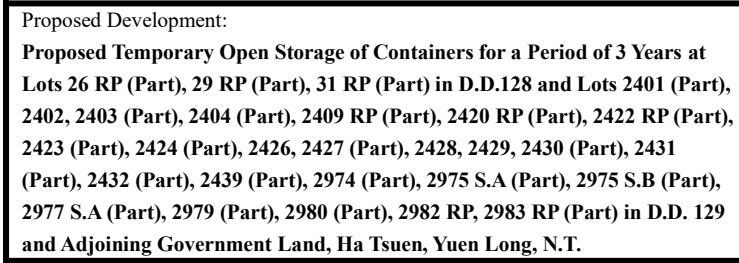 Proposed Development:
Proposed Temporary Open Storage of Containers for a Period of 3 Years at
Lots 26 RP (Part), 29 RP (Part), 31 RP (Part) in D.D.128 and Lots 2401 (Part),
2402, 2403 (Part), 2404 (Part), 2409 RP (Part), 2420 RP (Part), 2422 RP (Part),
2423 (Part), 2424 (Part), 2426, 2427 (Part), 2428, 2429, 2430 (Part), 2431
(Part), 2432 (Part), 2439 (Part), 2974 (Part), 2975 S.A (Part), 2975 S.B (Part),
2977 S.A (Part), 2979 (Part), 2980 (Part), 2982 RP, 2983 RP (Part) in D.D. 129
and Adjoining Government Land, Ha Tsuen, Yuen Long, N.T.